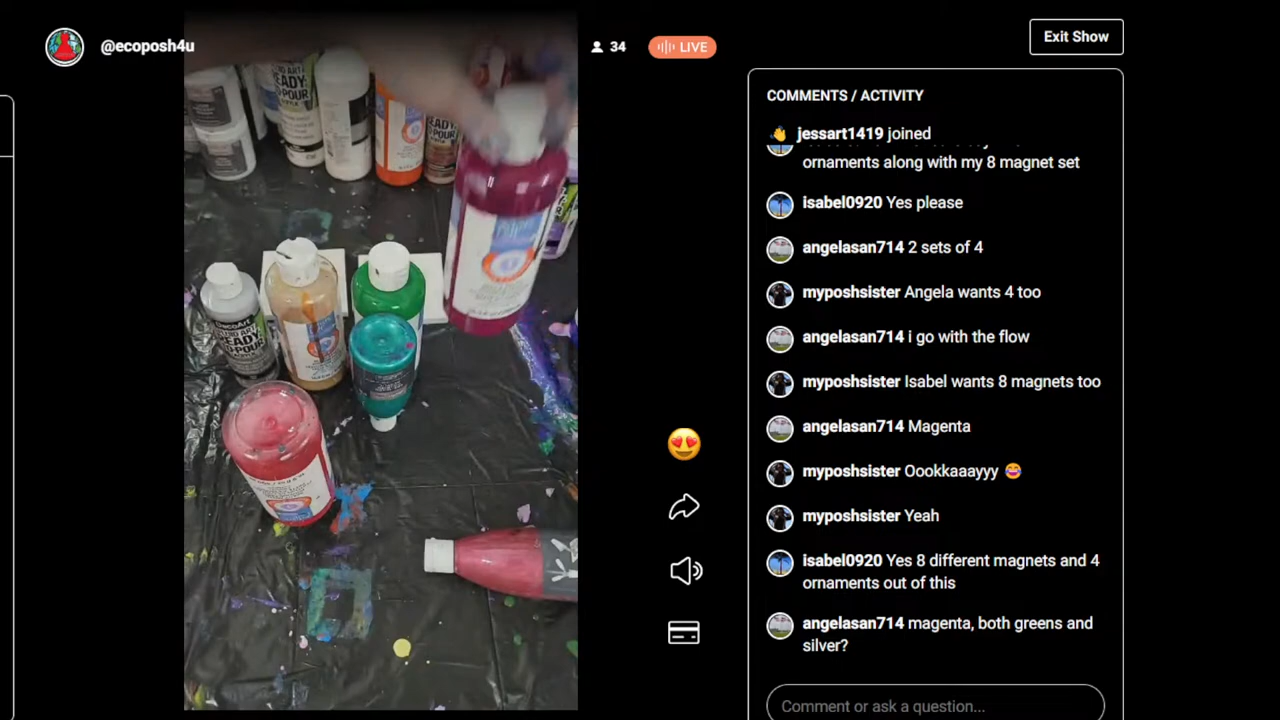 @ecoposh4u
34
LIVE
Exit Show
COMMENTS / ACTIVITY
jessart1419 joined
ornaments along with my 8 magnet set
isabel0920 Yes please
angelasan714 2 sets of 4
myposhsister Angela wants 4 too
angelasan714 i go with the flow
myposhsister Isabel wants 8 magnets too
angelasan714 Magenta
myposhsister Oookkaaayyy 😂
myposhsister Yeah
isabel0920 Yes 8 different magnets and 4
ornaments out of this
angelasan714 magenta, both greens and
silver?
Comment or ask a question...
READY
POUR
DecoArt
READY
POUR